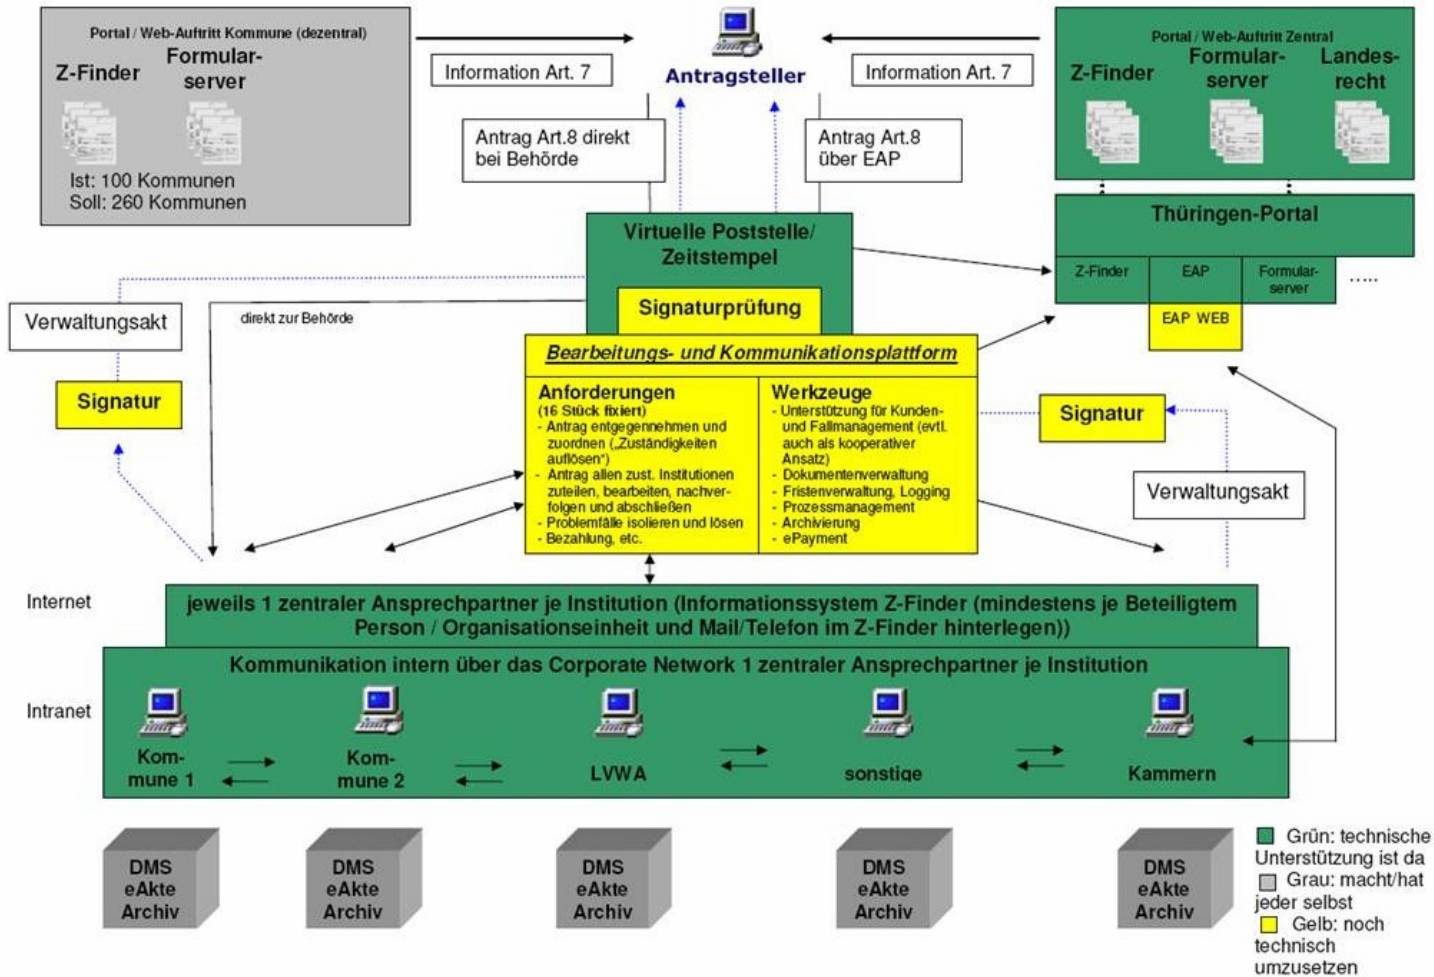 Portal / Web-Auftritt Kommune (dezentral)
Z-Finder
Formular-
server
Ist: 100 Kommunen
Soll: 260 Kommunen
Information Art. 7
Antragsteller
Information Art. 7
Portal / Web-Auftritt Zentral
Z-Finder
Formular-
server
Landes-
recht
Antrag Art.8 direkt
bei Behörde
Antrag Art.8
über EAP
Thüringen-Portal
Z-Finder
EAP
Formular-
server
.....
EAP WEB
Virtuelle Poststelle/
Zeitstempel
Signaturprüfung
Verwaltungsakt
direkt zur Behörde
Signatur
Bearbeitungs- und Kommunikationsplattform
Anforderungen
(16 Stück fixiert)
- Antrag entgegennehmen und
zuordnen („Zuständigkeiten
auflösen“)
- Antrag allen zust. Institutionen
zuteilen, bearbeiten, nachver-
folgen und abschließen
- Problemfälle isolieren und lösen
- Bezahlung, etc.
Werkzeuge
- Unterstützung für Kunden-
und Fallmanagement (evtl.
auch als kooperativer
Ansatz)
- Dokumentenverwaltung
- Fristenverwaltung, Logging
- Prozessmanagement
- Archivierung
- ePayment
Signatur
Verwaltungsakt
Internet
jeweils 1 zentraler Ansprechpartner je Institution (Informationssystem Z-Finder (mindestens je Beteiligtem
Person / Organisationseinheit und Mail/Telefon im Z-Finder hinterlegen))
Kommunikation intern über das Corporate Network 1 zentraler Ansprechpartner je Institution
Intranet
Kom-
mune 1
Kom-
mune 2
LVWA
sonstige
Kammern
DMS
eAkte
Archiv
DMS
eAkte
Archiv
DMS
eAkte
Archiv
DMS
eAkte
Archiv
DMS
eAkte
Archiv
Grün: technische
Unterstützung ist da
Grau: macht/hat
jeder selbst
Gelb: noch
technisch
umzusetzen